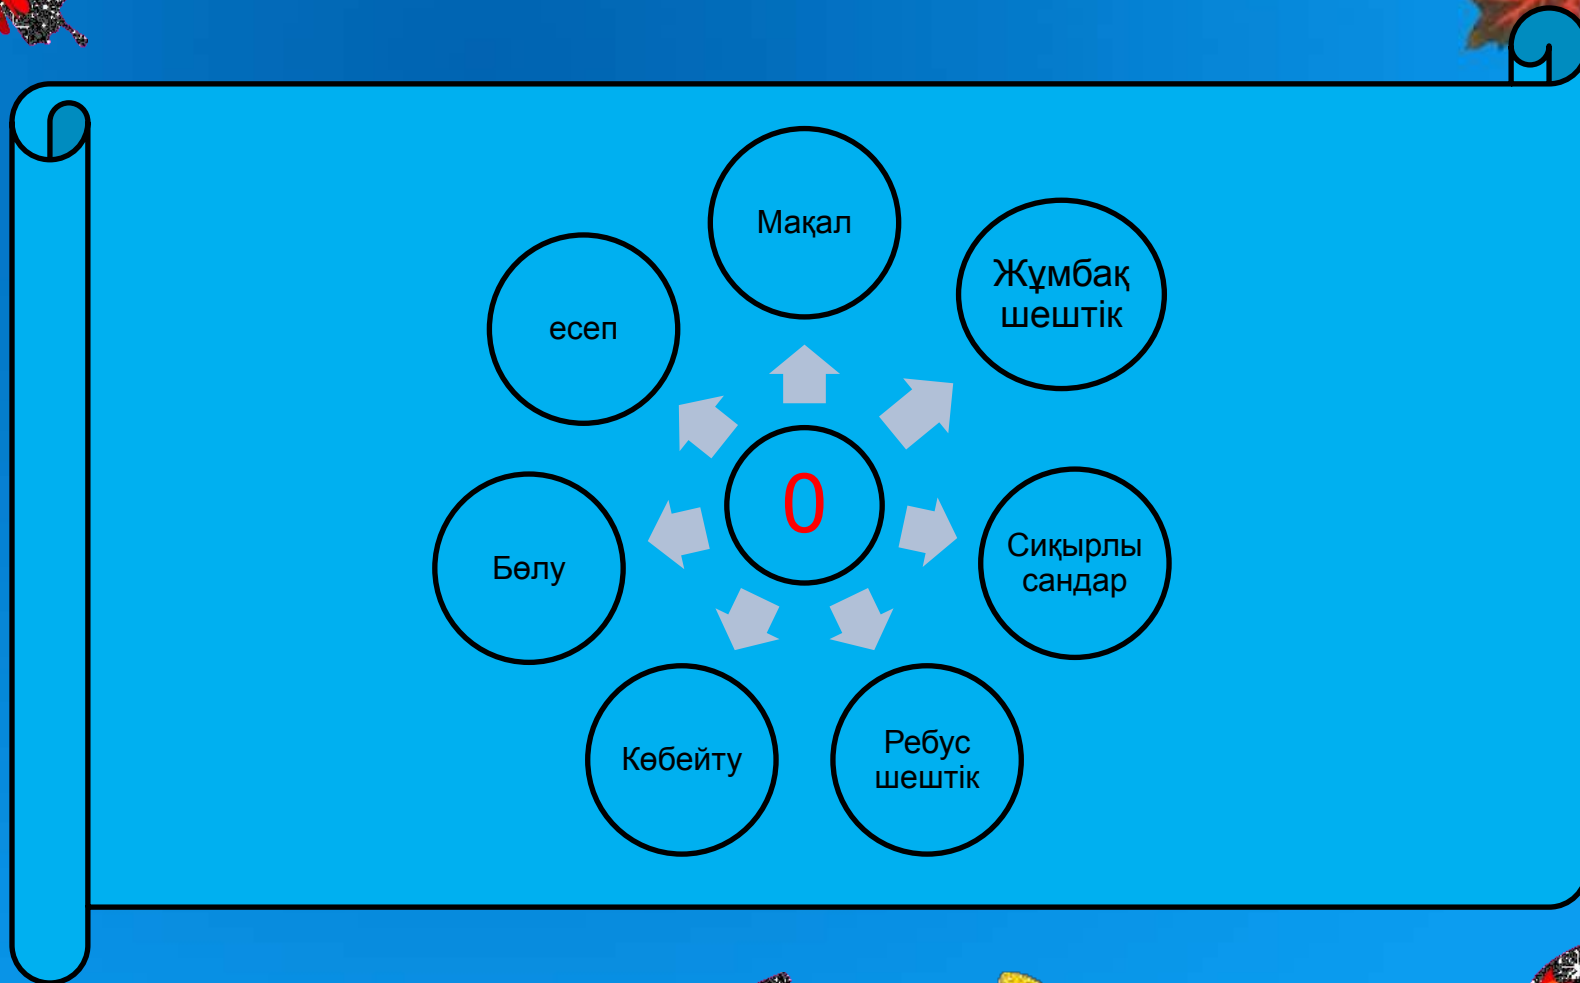 Мақал
Жұмбақ
шештік
есеп
0
Сиқырлы
сандар
Бөлу
Көбейту
Ребус
шештік